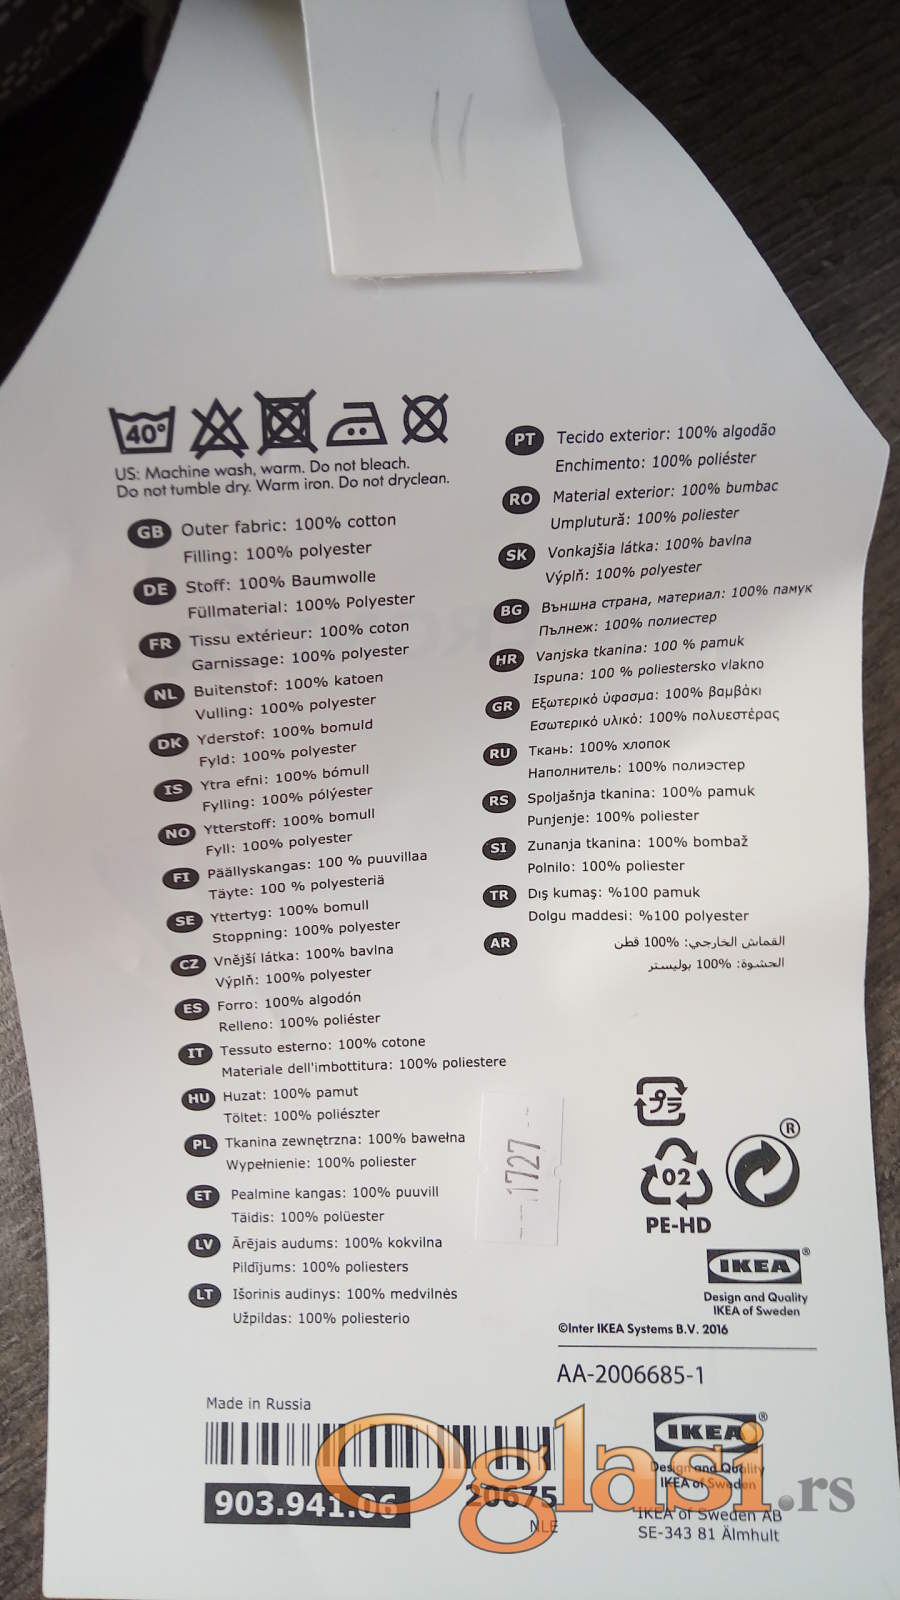 40°
US: Machine wash, warm. Do not bleach.
Do not tumble dry. Warm iron. Do not dryclean.
GB Outer fabric: 100% cotton
Filling: 100% polyester
DE Stoff: 100% Baumwolle
Füllmaterial: 100% Polyester
FR Tissu extérieur: 100% coton
Garnissage: 100% polyester
NL Buitenstof: 100% katoen
Vulling: 100% polyester
DK Yderstof: 100% bomuld
Fyld: 100% polyester
IS Ytra efni: 100% bómull
Fylling: 100% pólýester
NO Ytterstoff: 100% bomull
Fyll: 100% polyester
FI Päällyskangas: 100 % puuvillaa
Täyte: 100 % polyesteriä
SE Yttertyg: 100% bomull
Stoppning: 100% polyester
CZ Vnější látka: 100% bavlna
Výplň: 100% polyester
ES Forro: 100% algodón
Relleno: 100% poliéster
IT Tessuto esterno: 100% cotone
Materiale dell'imbottitura: 100% poliestere
HU Huzat: 100% pamut
Töltet: 100% poliészter
PL Tkanina zewnętrzna: 100% bawełna
Wypełnienie: 100% poliester
ET Pealmine kangas: 100% puuvill
Täidis: 100% polüester
LV Ārējais audums: 100% kokvilna
Pildījums: 100% poliesters
LT Išorinis audinys: 100% medvilnės
Užpildas: 100% poliesterio
PT Tecido exterior: 100% algodão
Enchimento: 100% poliéster
RO Material exterior: 100% bumbac
Umplutură: 100% poliester
SK Vonkajšia látka: 100% bavlna
Výplň: 100% polyester
BG Външна страна, материал: 100% памук
Пълнеж: 100% полиестер
HR Vanjska tkanina: 100 % pamuk
Ispuna: 100 % poliestersko vlakno
GR Εξωτερικό ύφασμα: 100% βαμβάκι
Εσωτερικό υλικό: 100% πολυεστέρας
RU Ткань: 100% хлопок
Наполнитель: 100% полиэстер
RS Spoljašnja tkanina: 100% pamuk
Punjenje: 100% poliester
SI Zunanja tkanina: 100% bombaž
Polnilo: 100% poliester
TR Dış kumaş: %100 pamuk
Dolgu maddesi: %100 polyester
AR القماش الخارجي: 100% قطن
الحشوة: 100% بوليستر
1727
プラ
02
PE-HD
®
IKEA®
Design and Quality
IKEA of Sweden
©Inter IKEA Systems B.V. 2016
AA-2006685-1
Made in Russia
903.941.06
20675
NLE
IKEA®
Design and Quality
IKEA of Sweden
IKEA of Sweden AB
SE-343 81 Älmhult
Oglasi.rs